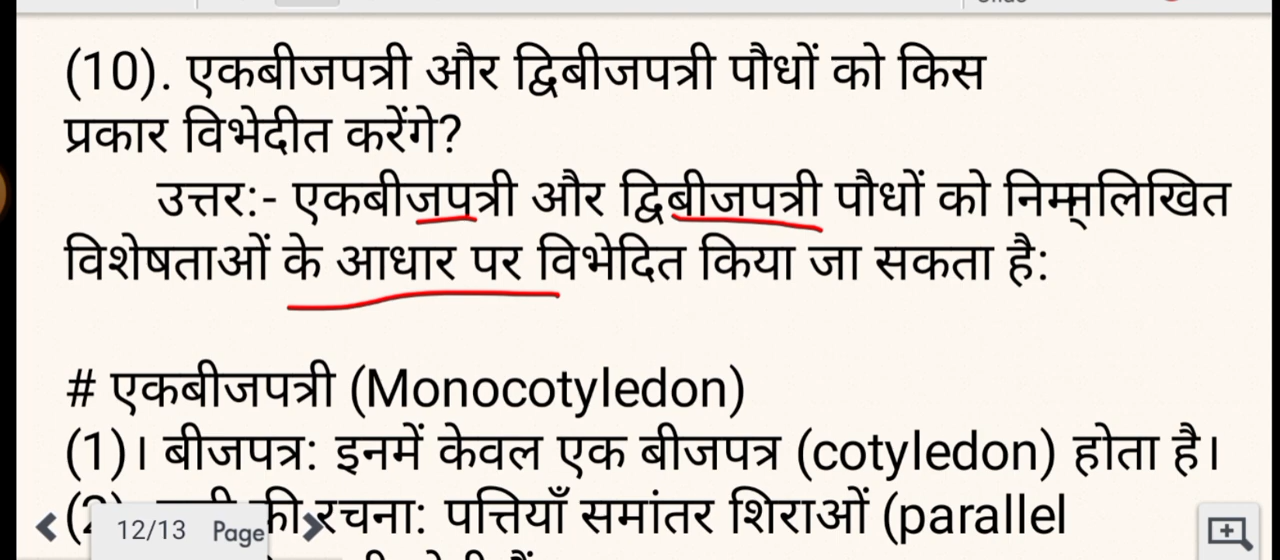 (10). एकबीजपत्री और द्विबीजपत्री पौधों को किस
प्रकार विभेदीत करेंगे?
उत्तर:- एकबीजपत्री और द्विबीजपत्री पौधों को निम्न्लिखित
विशेषताओं के आधार पर विभेदित किया जा सकता है:
# एकबीजपत्री (Monocotyledon)
(1)। बीजपत्र: इनमें केवल एक बीजपत्र (cotyledon) होता है।
की रचना: पत्तियाँ समांतर शिराओं (parallel
12/13 Page